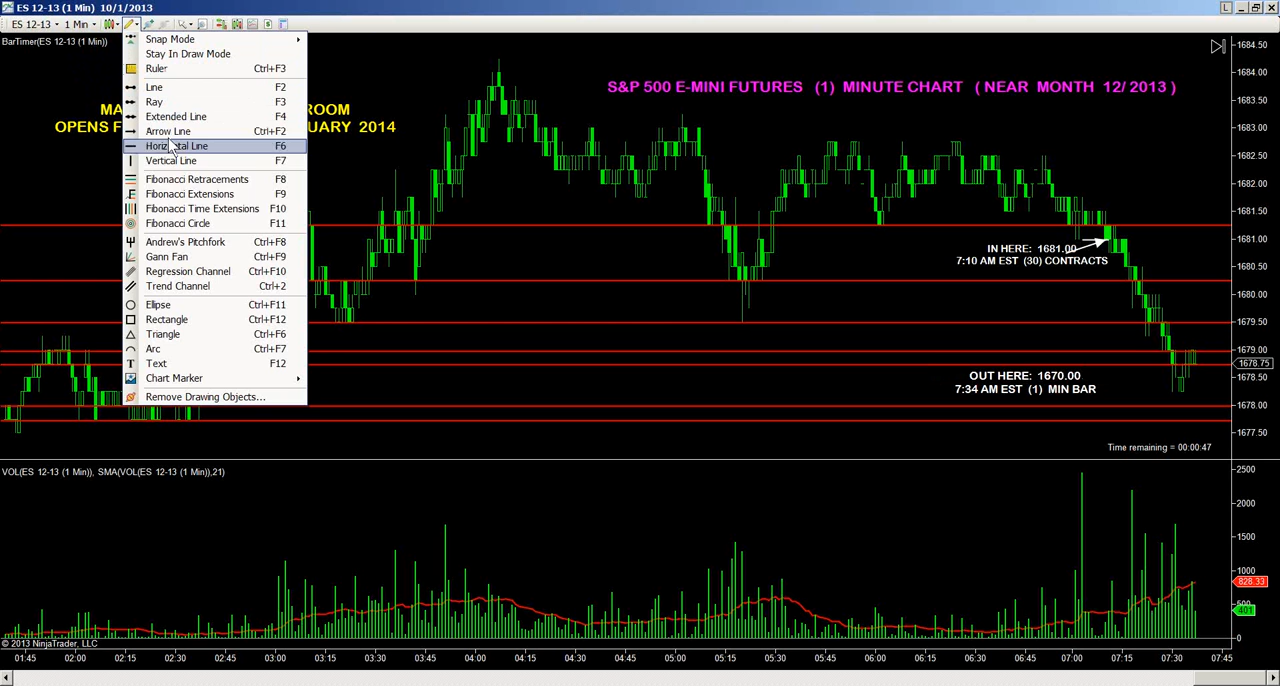 ES 12-13 (1 Min)  10/1/2013
L
ES 12-13 1 Min
BarTimer(ES 12-13 (1 Min))
Snap Mode
Stay In Draw Mode
Ruler Ctrl+F3
Line F2
Ray F3
Extended Line F4
Arrow Line Ctrl+F2
Horizontal Line F6
Vertical Line F7
Fibonacci Retracements F8
Fibonacci Extensions F9
Fibonacci Time Extensions F10
Fibonacci Circle F11
Andrew's Pitchfork Ctrl+F8
Gann Fan Ctrl+F9
Regression Channel Ctrl+F10
Trend Channel Ctrl+2
Ellipse Ctrl+F11
Rectangle Ctrl+F12
Triangle Ctrl+F6
Arc Ctrl+F7
Text F12
Chart Marker
Remove Drawing Objects...
MA ROOM
OPENS F UARY 2014
S&P 500 E-MINI FUTURES (1) MINUTE CHART ( NEAR MONTH 12/ 2013 )
IN HERE: 1681.00
7:10 AM EST (30) CONTRACTS
OUT HERE: 1670.00
7:34 AM EST (1) MIN BAR
Time remaining = 00:00:47
1684.50
1684.00
1683.50
1683.00
1682.50
1682.00
1681.50
1681.00
1680.50
1680.00
1679.50
1679.00
1678.75
1678.50
1678.00
1677.50
VOL(ES 12-13 (1 Min)), SMA(VOL(ES 12-13 (1 Min)),21)
2500
2000
1500
1000
828.33
500
401
0
© 2013 NinjaTrader, LLC
01:45 02:00 02:15 02:30 02:45 03:00 03:15 03:30 03:45 04:00 04:15 04:30 04:45 05:00 05:15 05:30 05:45 06:00 06:15 06:30 06:45 07:00 07:15 07:30 07:45